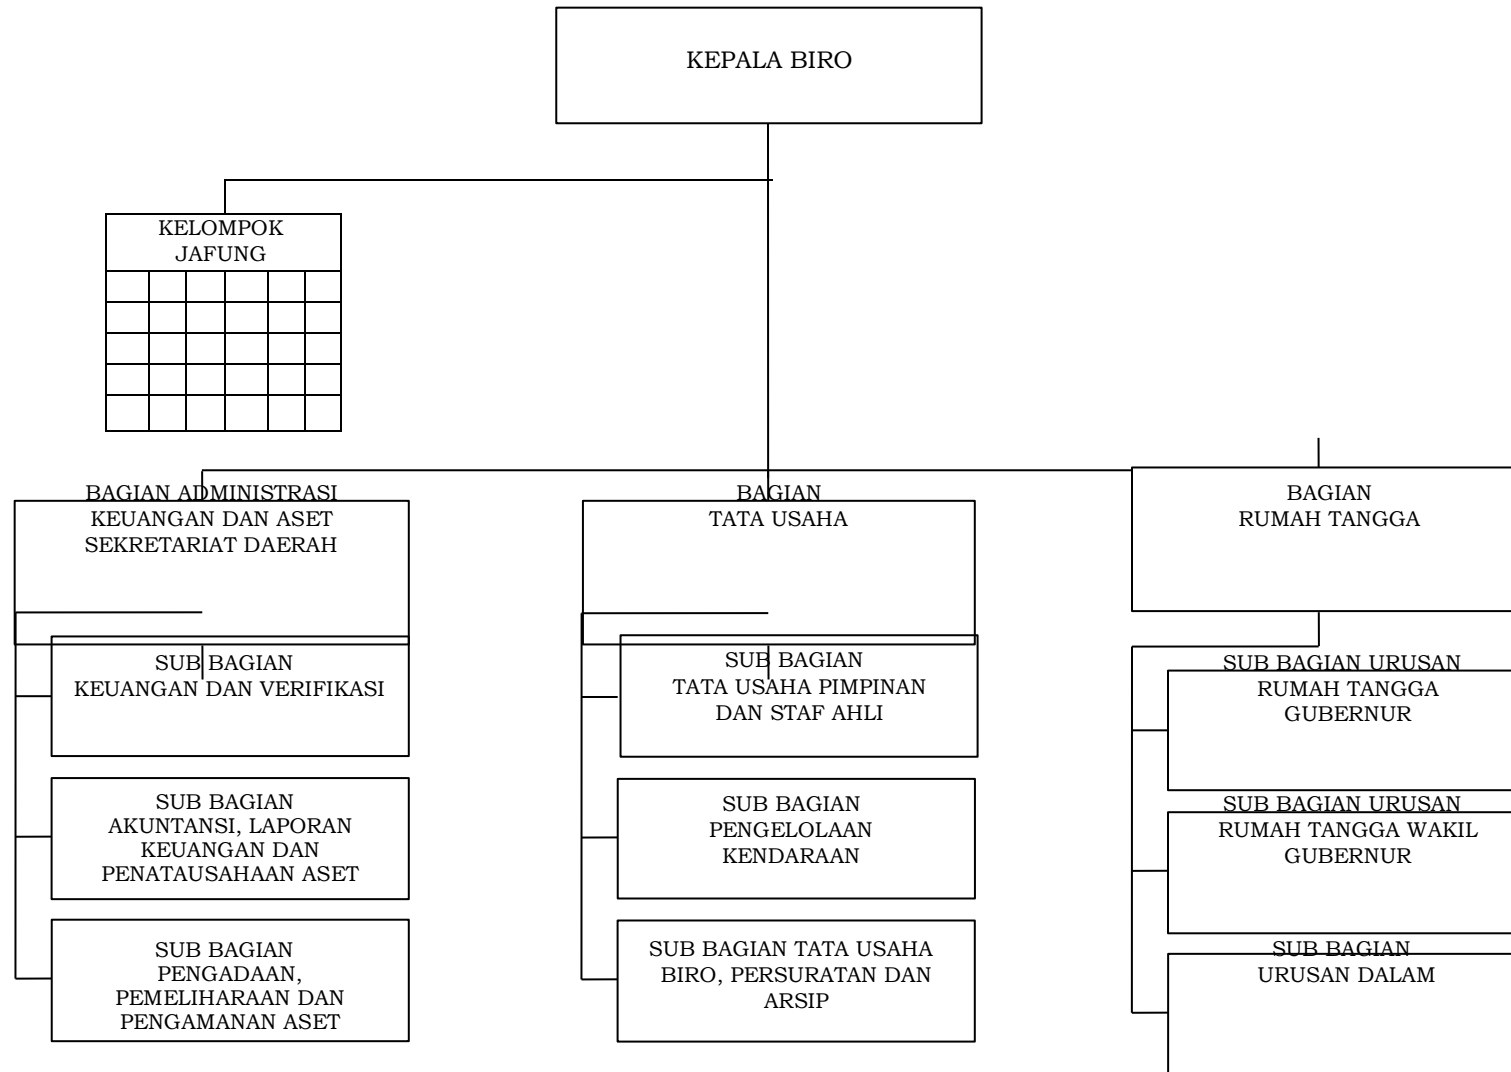 KEPALA BIRO
KELOMPOK
JAFUNG
BAGIAN ADMINISTRASI
KEUANGAN DAN ASET
SEKRETARIAT DAERAH
BAGIAN
TATA USAHA
BAGIAN
RUMAH TANGGA
SUB BAGIAN
KEUANGAN DAN VERIFIKASI
SUB BAGIAN
AKUNTANSI, LAPORAN
KEUANGAN DAN
PENATAUSAHAAN ASET
SUB BAGIAN
PENGADAAN,
PEMELIHARAAN DAN
PENGAMANAN ASET
SUB BAGIAN
TATA USAHA PIMPINAN
DAN STAF AHLI
SUB BAGIAN
PENGELOLAAN
KENDARAAN
SUB BAGIAN TATA USAHA
BIRO, PERSURATAN DAN
ARSIP
SUB BAGIAN URUSAN
RUMAH TANGGA
GUBERNUR
SUB BAGIAN URUSAN
RUMAH TANGGA WAKIL
GUBERNUR
SUB BAGIAN
URUSAN DALAM